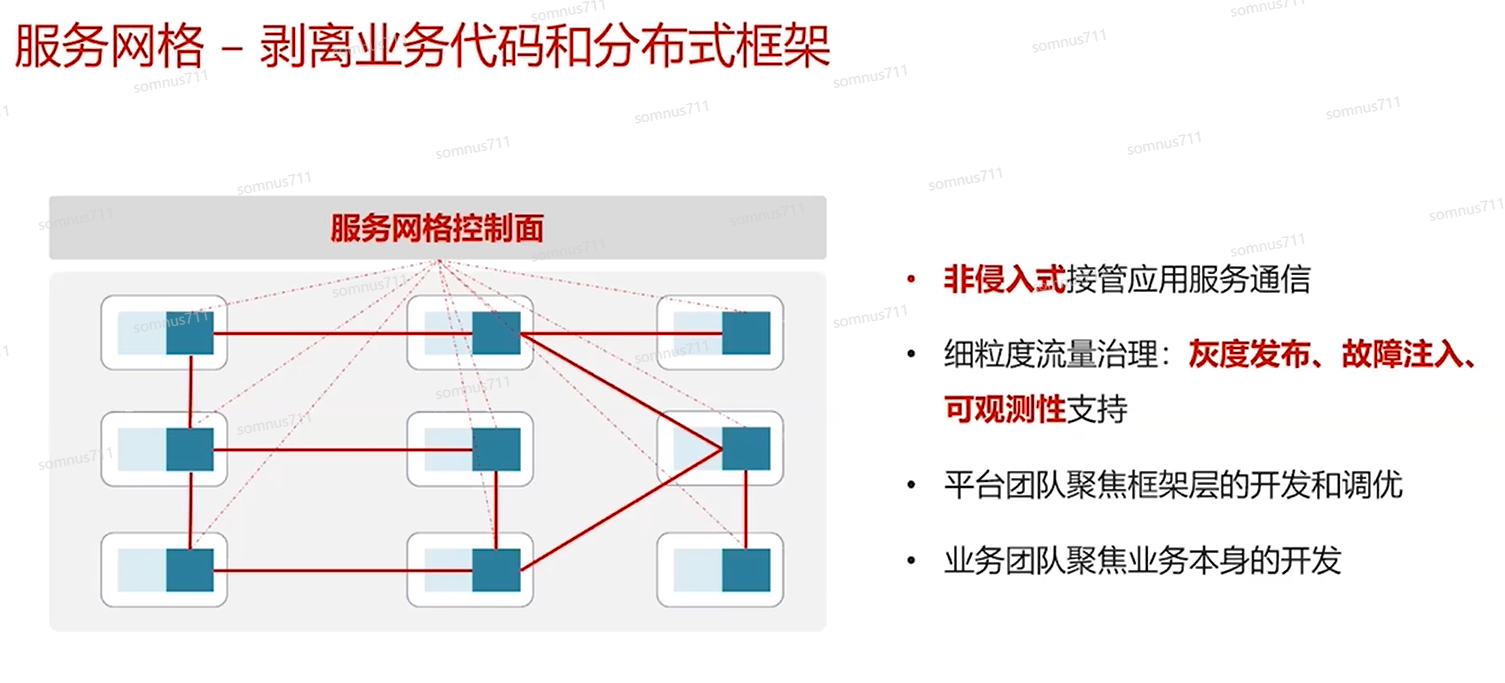 服务网格 – 剥离业务代码和分布式框架
服务网格控制面
• 非侵入式接管应用服务通信
• 细粒度流量治理：灰度发布、故障注入、
可观测性支持
• 平台团队聚焦框架层的开发和调优
• 业务团队聚焦业务本身的开发
somnus711